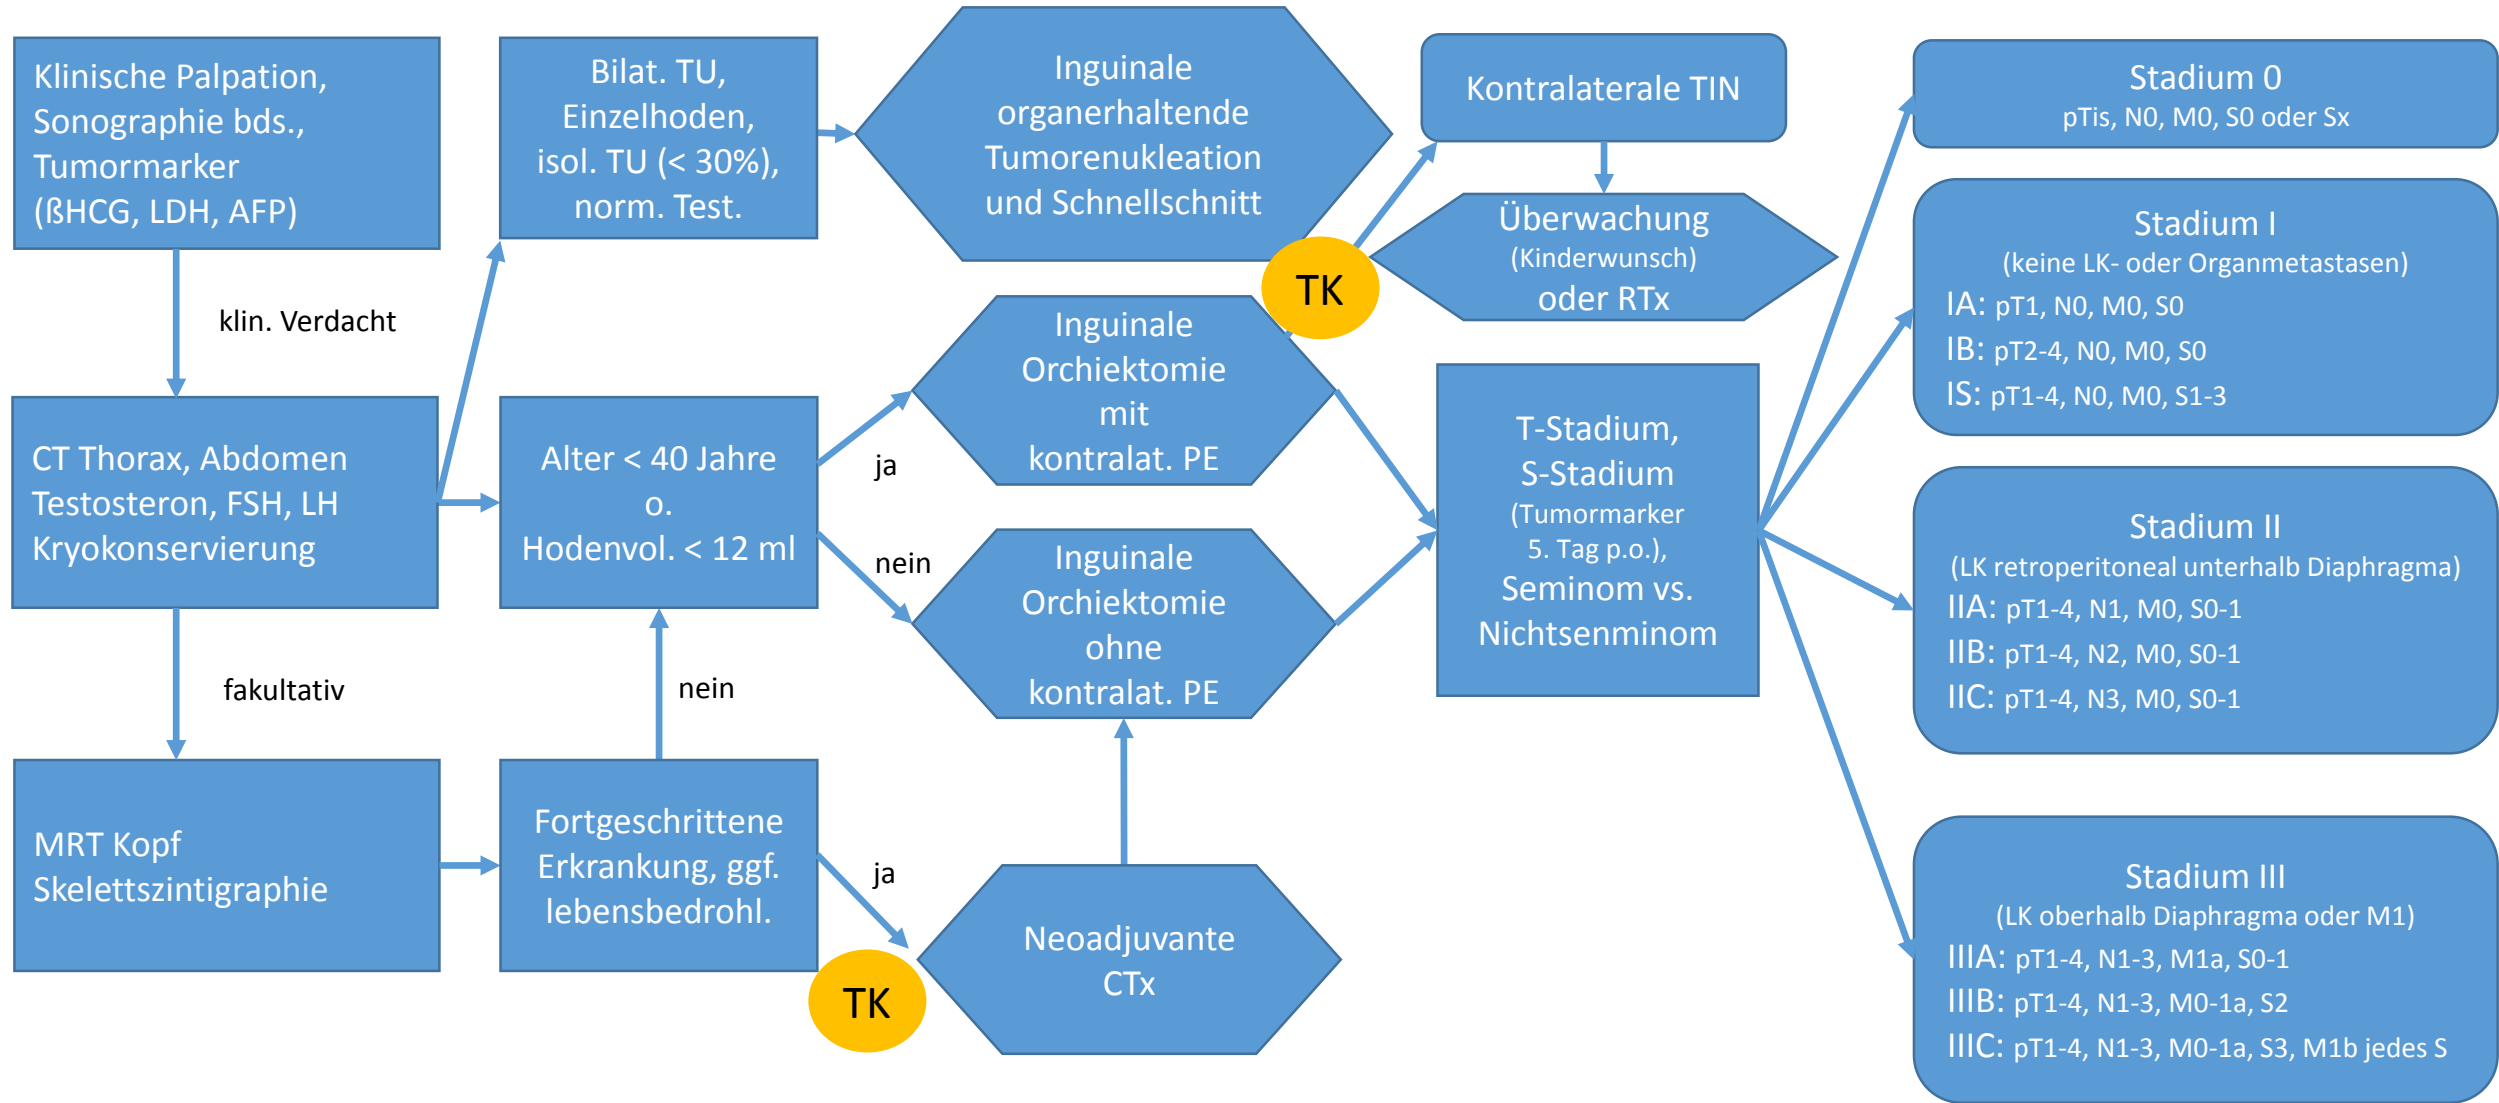 Klinische Palpation,
Sonographie bds.,
Tumormarker
(ßHCG, LDH, AFP)
klin. Verdacht
CT Thorax, Abdomen
Testosteron, FSH, LH
Kryokonservierung
fakultativ
MRT Kopf
Skelettszintigraphie
Bilat. TU,
Einzelhoden,
isol. TU (< 30%),
norm. Test.
Alter < 40 Jahre
o.
Hodenvol. < 12 ml
ja
nein
nein
Fortgeschrittene
Erkrankung, ggf.
lebensbedrohl.
ja
TK
Inguinale
organerhaltende
Tumorenukleation
und Schnellschnitt
TK
Inguinale
Orchiektomie
mit
kontralat. PE
Inguinale
Orchiektomie
ohne
kontralat. PE
Neoadjuvante
CTx
Kontralaterale TIN
Überwachung
(Kinderwunsch)
oder RTx
T-Stadium,
S-Stadium
(Tumormarker
5. Tag p.o.),
Seminom vs.
Nichtsenminom
Stadium 0
pTis, N0, M0, S0 oder Sx
Stadium I
(keine LK- oder Organmetastasen)
IA: pT1, N0, M0, S0
IB: pT2-4, N0, M0, S0
IS: pT1-4, N0, M0, S1-3
Stadium II
(LK retroperitoneal unterhalb Diaphragma)
IIA: pT1-4, N1, M0, S0-1
IIB: pT1-4, N2, M0, S0-1
IIC: pT1-4, N3, M0, S0-1
Stadium III
(LK oberhalb Diaphragma oder M1)
IIIA: pT1-4, N1-3, M1a, S0-1
IIIB: pT1-4, N1-3, M0-1a, S2
IIIC: pT1-4, N1-3, M0-1a, S3, M1b jedes S